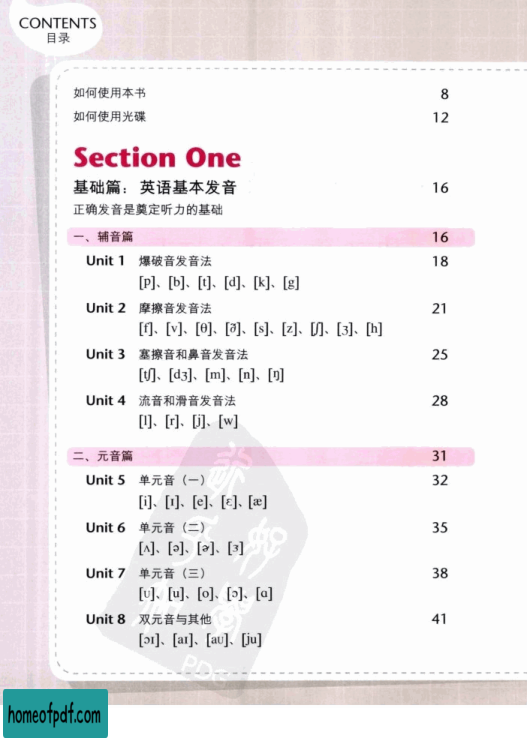 CONTENTS
目录
如何使用本书 8
如何使用光碟 12
Section One
基础篇：英语基本发音 16
正确发音是奠定听力的基础
一、辅音篇 16
Unit 1 爆破音发音法 18
[p]、[b]、[t]、[d]、[k]、[g]
Unit 2 摩擦音发音法 21
[f]、[v]、[θ]、[ð]、[s]、[z]、[ʃ]、[ʒ]、[h]
Unit 3 塞擦音和鼻音发音法 25
[tʃ]、[dʒ]、[m]、[n]、[ŋ]
Unit 4 流音和滑音发音法 28
[l]、[r]、[j]、[w]
二、元音篇 31
Unit 5 单元音（一） 32
[i]、[ɪ]、[e]、[ɛ]、[æ]
Unit 6 单元音（二） 35
[ʌ]、[ə]、[ɚ]、[ɝ]
Unit 7 单元音（三） 38
[ʊ]、[u]、[o]、[ɔ]、[ɑ]
Unit 8 双元音与其他 41
[ɔɪ]、[aɪ]、[aʊ]、[ju]
PDG
homeofpdf.com